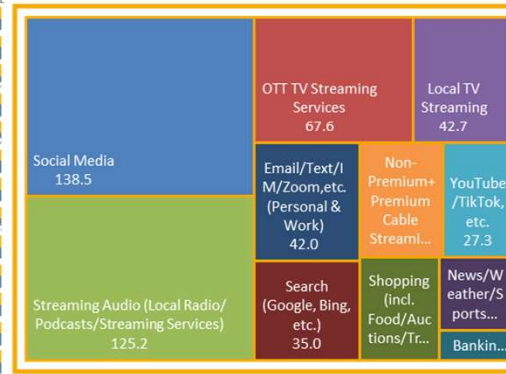 Social Media
138.5
Streaming Audio (Local Radio/
Podcasts/Streaming Services)
125.2
OTT TV Streaming
Services
67.6
Local TV
Streaming
42.7
Email/Text/I
M/Zoom,etc.
(Personal &
Work)
42.0
Non-
Premium+
Premium
Cable
Streami...
YouTube
/TikTok,
etc.
27.3
Search
(Google, Bing,
etc.)
35.0
Shopping
(incl.
Food/Auc
tions/Tr...
News/W
eather/S
ports...
Bankin...